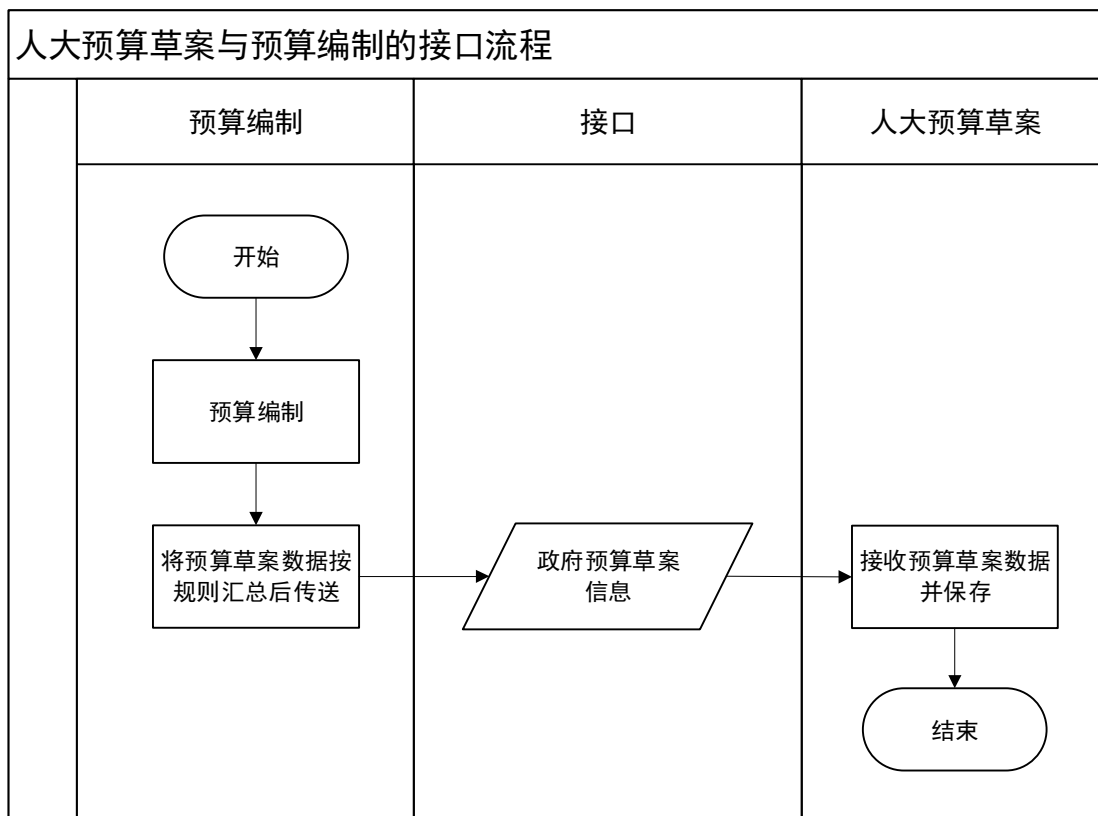 人大预算草案与预算编制的接口流程
预算编制
接口
人大预算草案
开始
预算编制
将预算草案数据按
规则汇总后传送
政府预算草案
信息
接收预算草案数据
并保存
结束